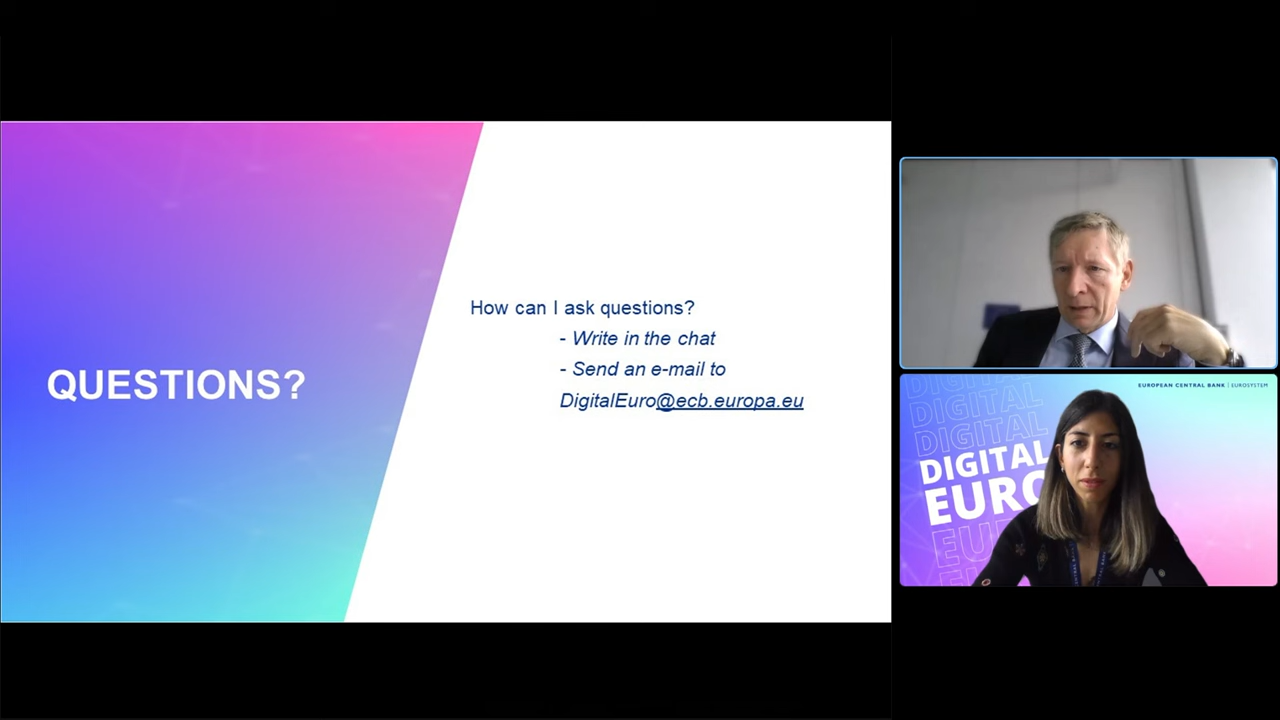 QUESTIONS?
How can I ask questions?
- Write in the chat
- Send an e-mail to
DigitalEuro@ecb.europa.eu
EUROPEAN CENTRAL BANK | EUROSYSTEM
DIGITAL
DIGITAL
DIGITAL
DIGITAL
EURO